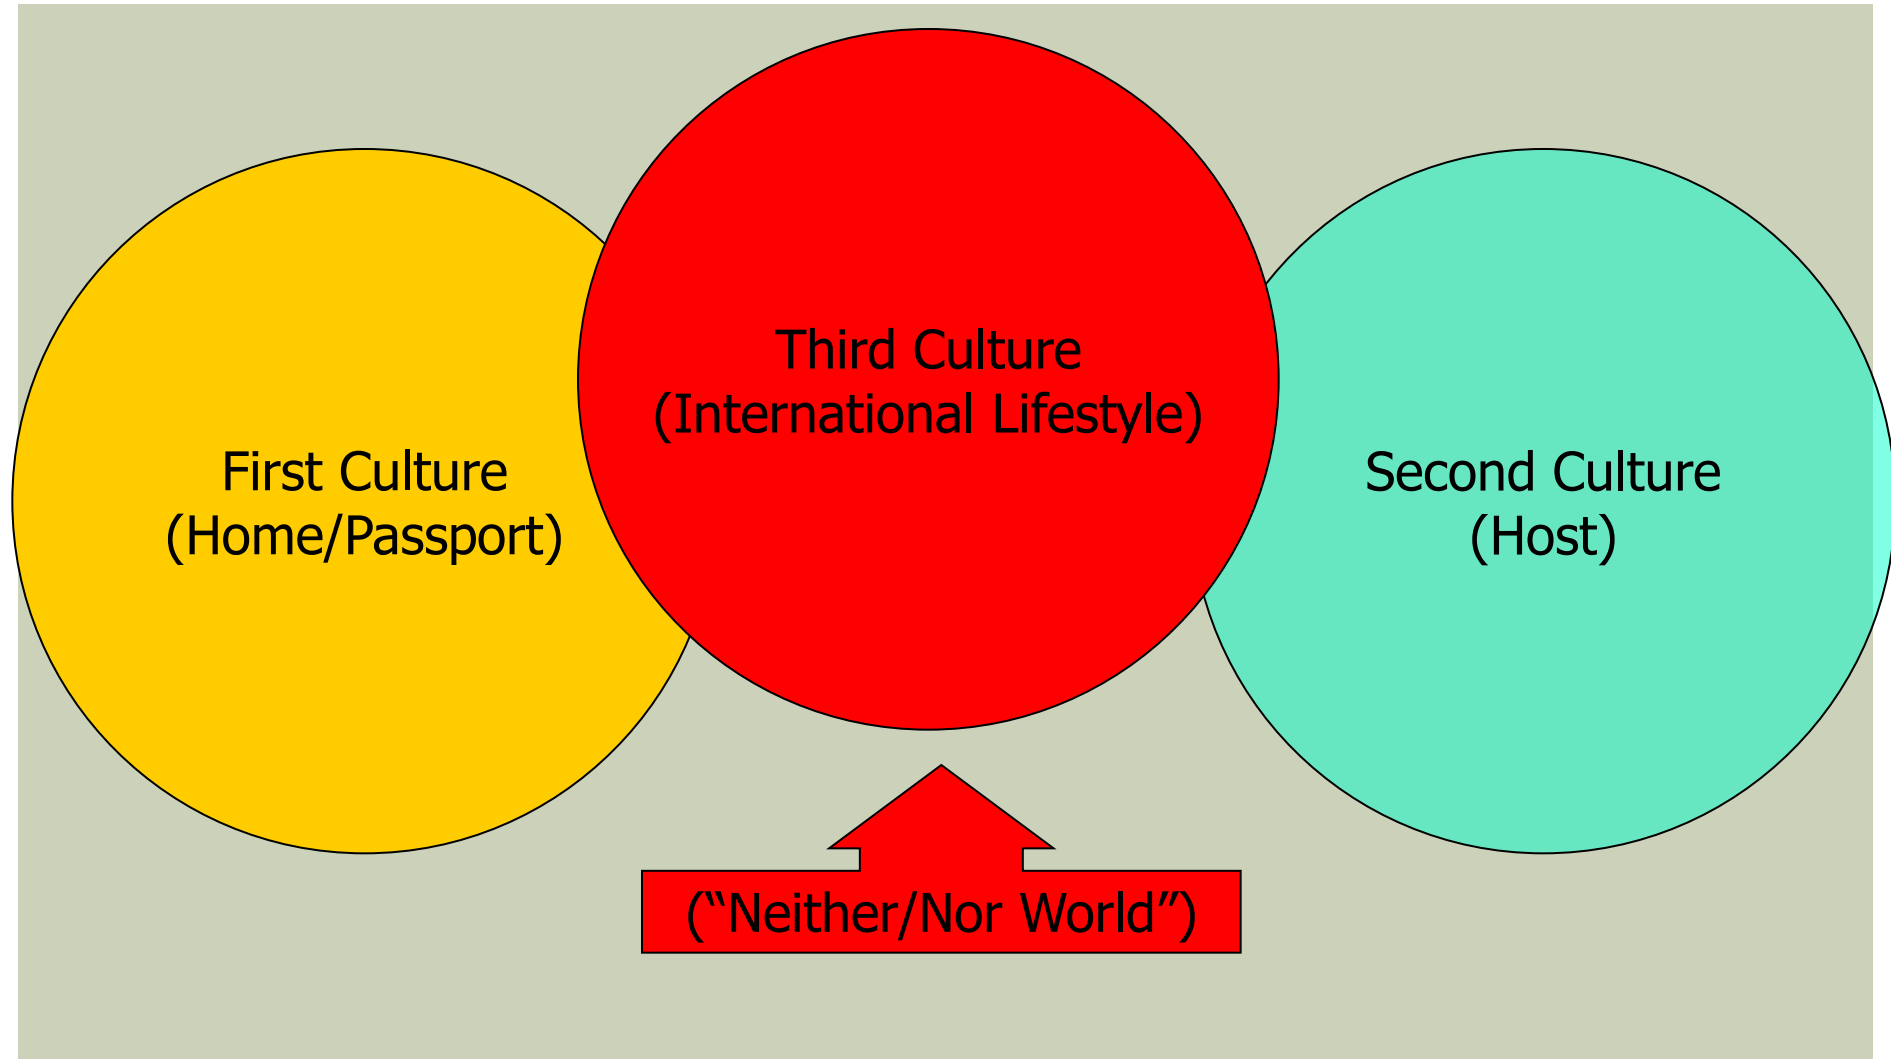 First Culture
(Home/Passport)
Third Culture
(International Lifestyle)
Second Culture
(Host)
(“Neither/Nor World”)